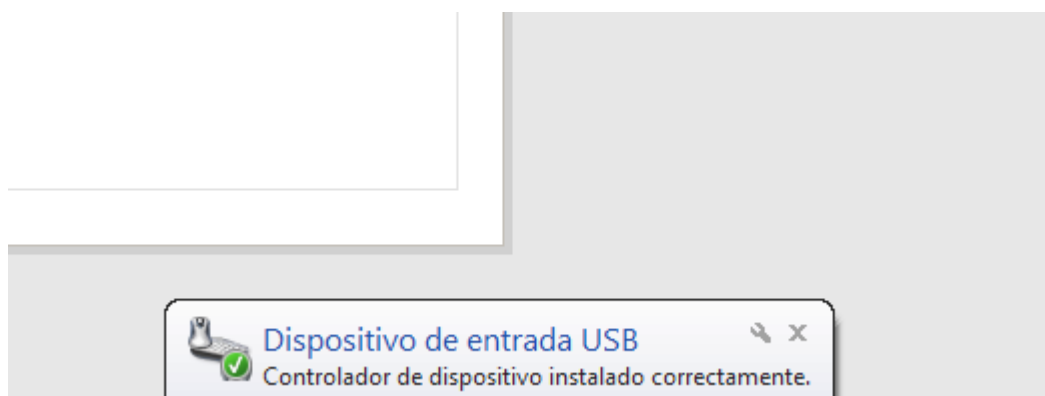 Dispositivo de entrada USB
Controlador de dispositivo instalado correctamente.